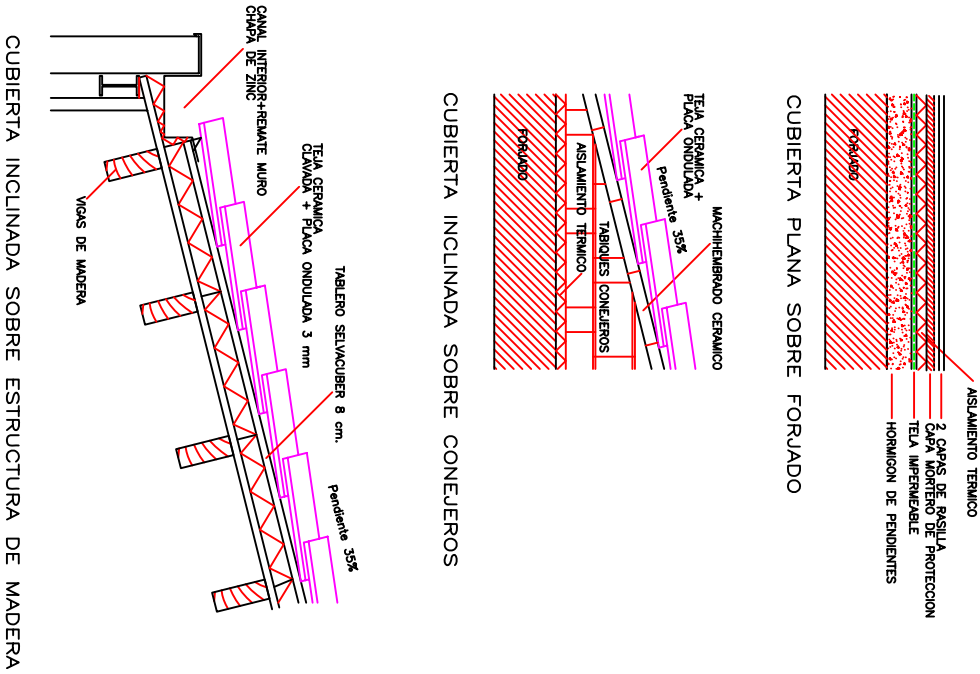 AISLAMIENTO TERMICO
2 CAPAS DE RASILLA
CAPA MORTERO DE PROTECCION
TELA IMPERMEABLE
HORMIGON DE PENDIENTES
FORJADO
CUBIERTA PLANA SOBRE FORJADO
MACHIHEMBRADO CERAMICO
TEJA CERAMICA +
PLACA ONDULADA
Pendiente 35%
TABIQUES CONEJEROS
AISLAMIENTO TERMICO
FORJADO
CUBIERTA INCLINADA SOBRE CONEJEROS
TABLERO SELVACUBER 8 cm.
Pendiente 35%
TEJA CERAMICA
CLAVADA + PLACA ONDULADA 3 mm
CANAL INTERIOR+REMATE MURO
CHAPA DE ZINC
VIGAS DE MADERA
CUBIERTA INCLINADA SOBRE ESTRUCTURA DE MADERA